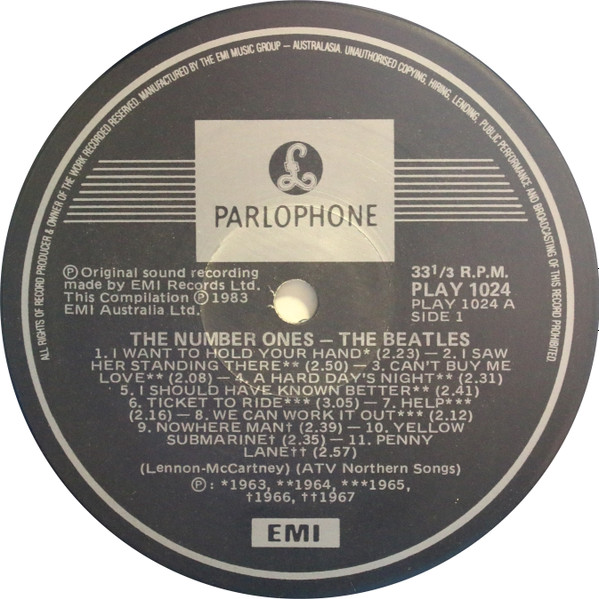 ALL RIGHTS OF RECORD PRODUCER & OWNER OF THE WORK RECORDED RESERVED. MANUFACTURED BY THE EMI MUSIC GROUP — AUSTRALASIA. UNAUTHORISED COPYING, HIRING, LENDING, PUBLIC PERFORMANCE AND BROADCASTING OF THIS RECORD PROHIBITED.
£
PARLOPHONE
Ⓟ Original sound recording
made by EMI Records Ltd.
This Compilation Ⓟ 1983
EMI Australia Ltd.
33 1/3 R.P.M.
PLAY 1024
PLAY 1024 A
SIDE 1
THE NUMBER ONES — THE BEATLES
1. I WANT TO HOLD YOUR HAND* (2.23) — 2. I SAW
HER STANDING THERE** (2.50) — 3. CAN'T BUY ME
LOVE** (2.08) — 4. A HARD DAY'S NIGHT** (2.31)
5. I SHOULD HAVE KNOWN BETTER** (2.41)
6. TICKET TO RIDE*** (3.05) — 7. HELP***
(2.16) — 8. WE CAN WORK IT OUT*** (2.12)
9. NOWHERE MAN† (2.39) — 10. YELLOW
SUBMARINE† (2.35) — 11. PENNY
LANE†† (2.57)
(Lennon-McCartney) (ATV Northern Songs)
Ⓟ : *1963, **1964, ***1965,
†1966, ††1967
EMI